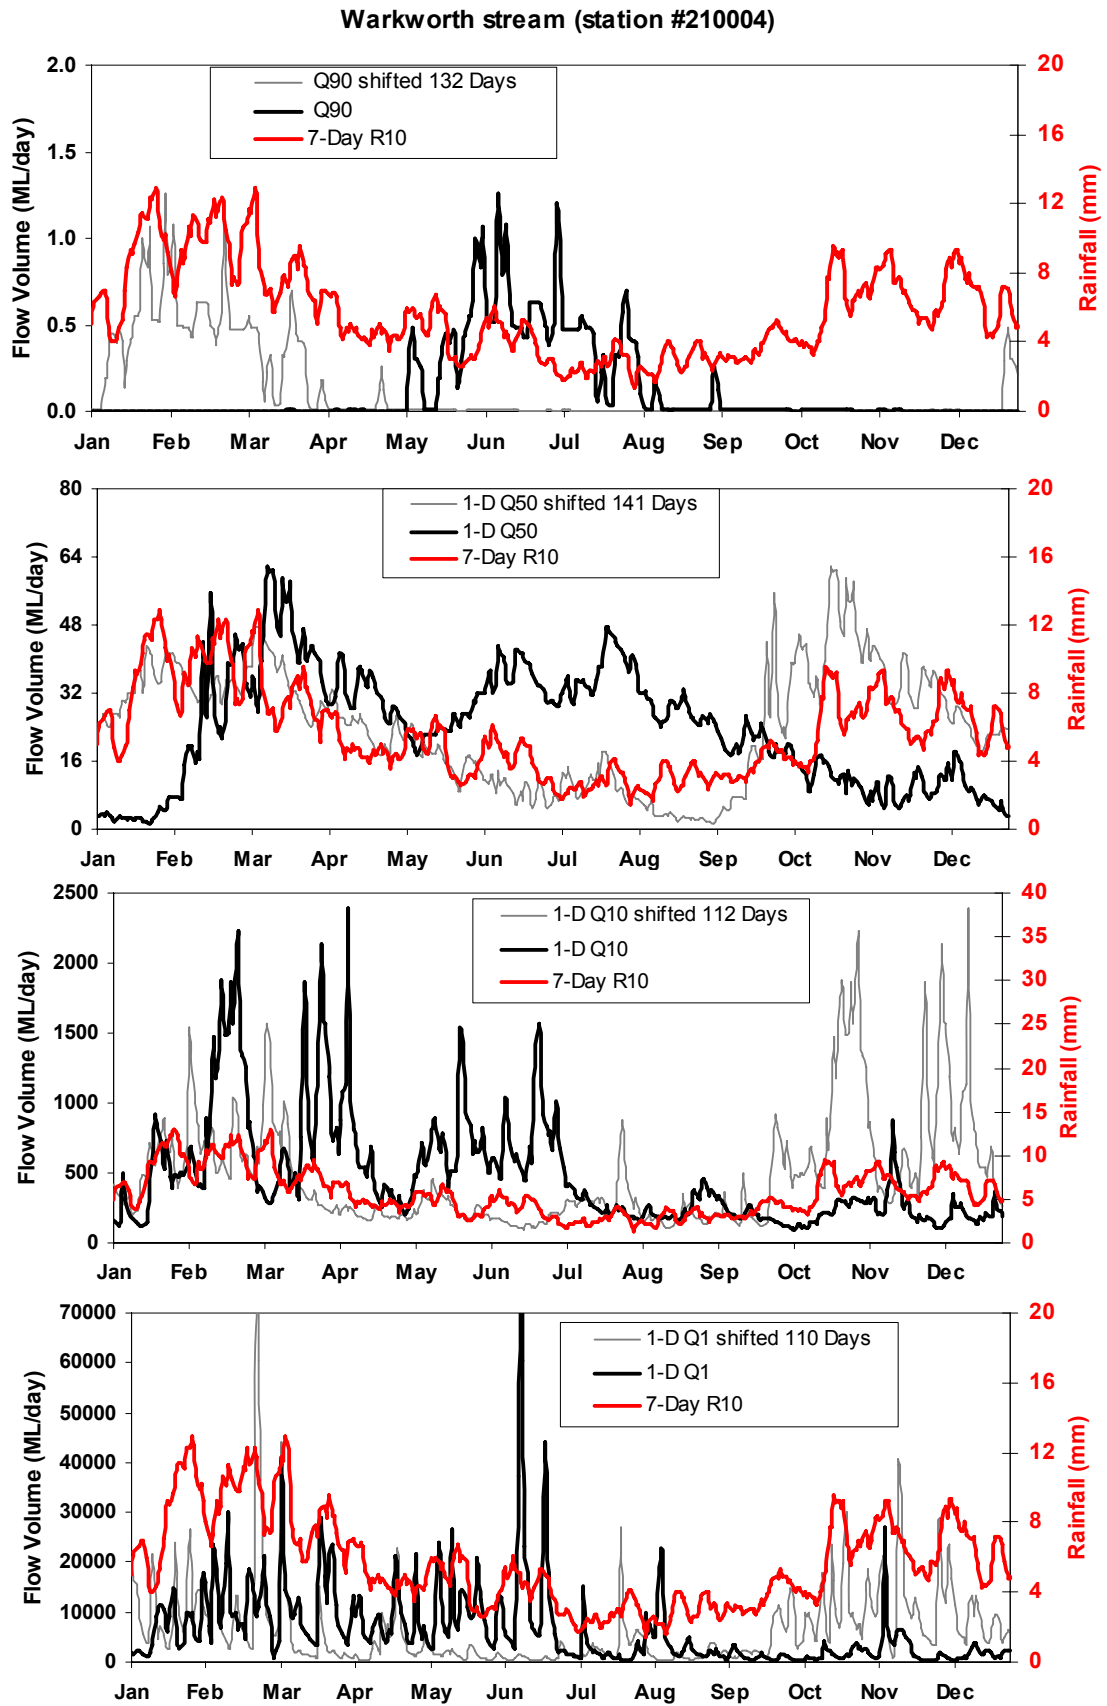 Warkworth stream (station #210004)
2.0
1.5
1.0
0.5
0.0
Flow Volume (ML/day)
Q90 shifted 132 Days
Q90
7-Day R10
20
16
12
8
4
0
Rainfall (mm)
Jan Feb Mar Apr May Jun Jul Aug Sep Oct Nov Dec
80
64
48
32
16
0
Flow Volume (ML/day)
1-D Q50 shifted 141 Days
1-D Q50
7-Day R10
20
16
12
8
4
0
Rainfall (mm)
Jan Feb Mar Apr May Jun Jul Aug Sep Oct Nov Dec
2500
2000
1500
1000
500
0
Flow Volume (ML/day)
1-D Q10 shifted 112 Days
1-D Q10
7-Day R10
40
35
30
25
20
15
10
5
0
Rainfall (mm)
Jan Feb Mar Apr May Jun Jul Aug Sep Oct Nov Dec
70000
60000
50000
40000
30000
20000
10000
0
Flow Volume (ML/day)
1-D Q1 shifted 110 Days
1-D Q1
7-Day R10
20
16
12
8
4
0
Rainfall (mm)
Jan Feb Mar Apr May Jun Jul Aug Sep Oct Nov Dec